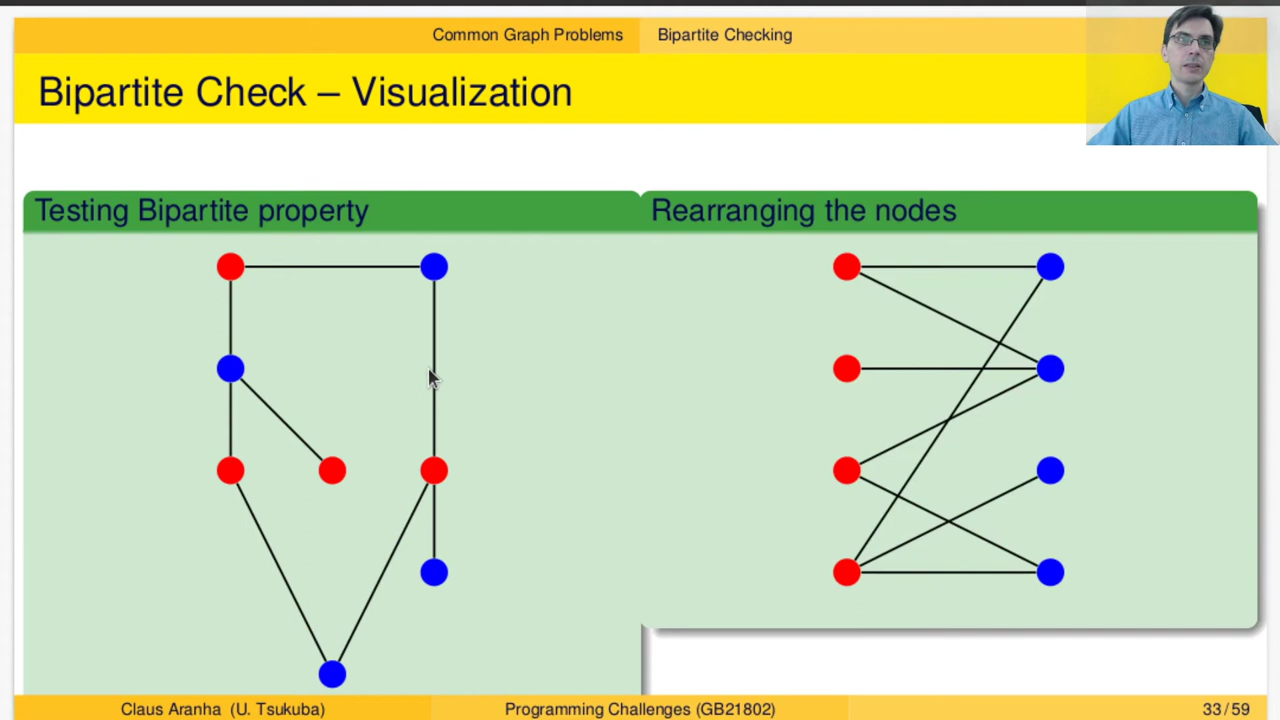 Common Graph Problems Bipartite Checking
Bipartite Check – Visualization
Testing Bipartite property
Rearranging the nodes
Claus Aranha (U. Tsukuba) Programming Challenges (GB21802) 33 / 59